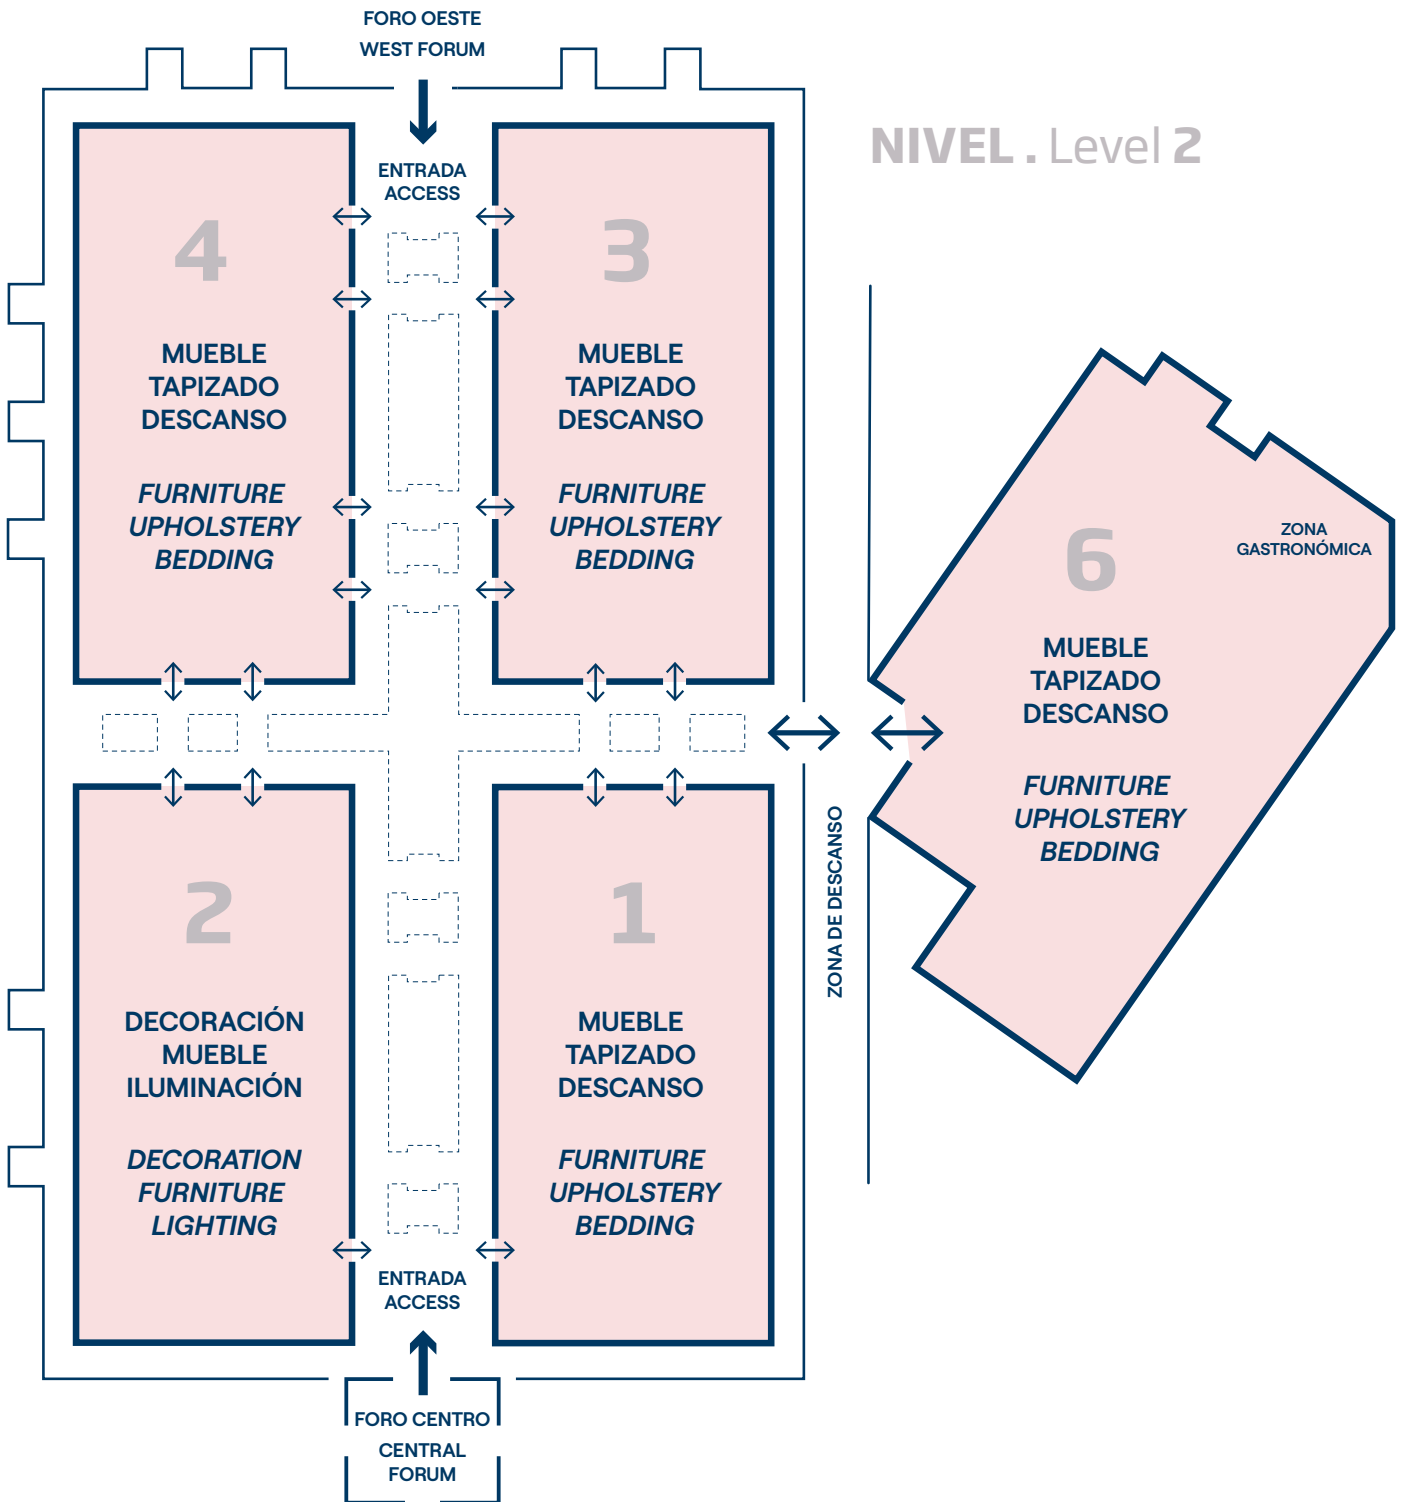 FORO OESTE
WEST FORUM
ENTRADA
ACCESS
NIVEL . Level 2
4
MUEBLE
TAPIZADO
DESCANSO
FURNITURE
UPHOLSTERY
BEDDING
3
MUEBLE
TAPIZADO
DESCANSO
FURNITURE
UPHOLSTERY
BEDDING
6
ZONA
GASTRONÓMICA
MUEBLE
TAPIZADO
DESCANSO
FURNITURE
UPHOLSTERY
BEDDING
ZONA DE DESCANSO
2
DECORACIÓN
MUEBLE
ILUMINACIÓN
DECORATION
FURNITURE
LIGHTING
1
MUEBLE
TAPIZADO
DESCANSO
FURNITURE
UPHOLSTERY
BEDDING
ENTRADA
ACCESS
FORO CENTRO
CENTRAL
FORUM